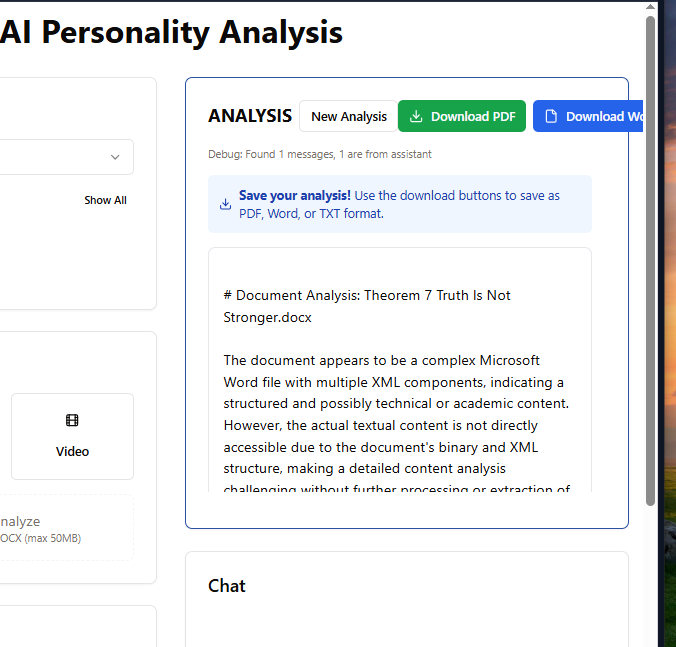 AI Personality Analysis
Show All
Video
nalyze
OCX (max 50MB)
ANALYSIS
New Analysis
Download PDF
Download Wo
Debug: Found 1 messages, 1 are from assistant
Save your analysis! Use the download buttons to save as
PDF, Word, or TXT format.
# Document Analysis: Theorem 7 Truth Is Not
Stronger.docx
The document appears to be a complex Microsoft
Word file with multiple XML components, indicating a
structured and possibly technical or academic content.
However, the actual textual content is not directly
accessible due to the document's binary and XML
structure, making a detailed content analysis
challenging without further processing or extraction of
Chat